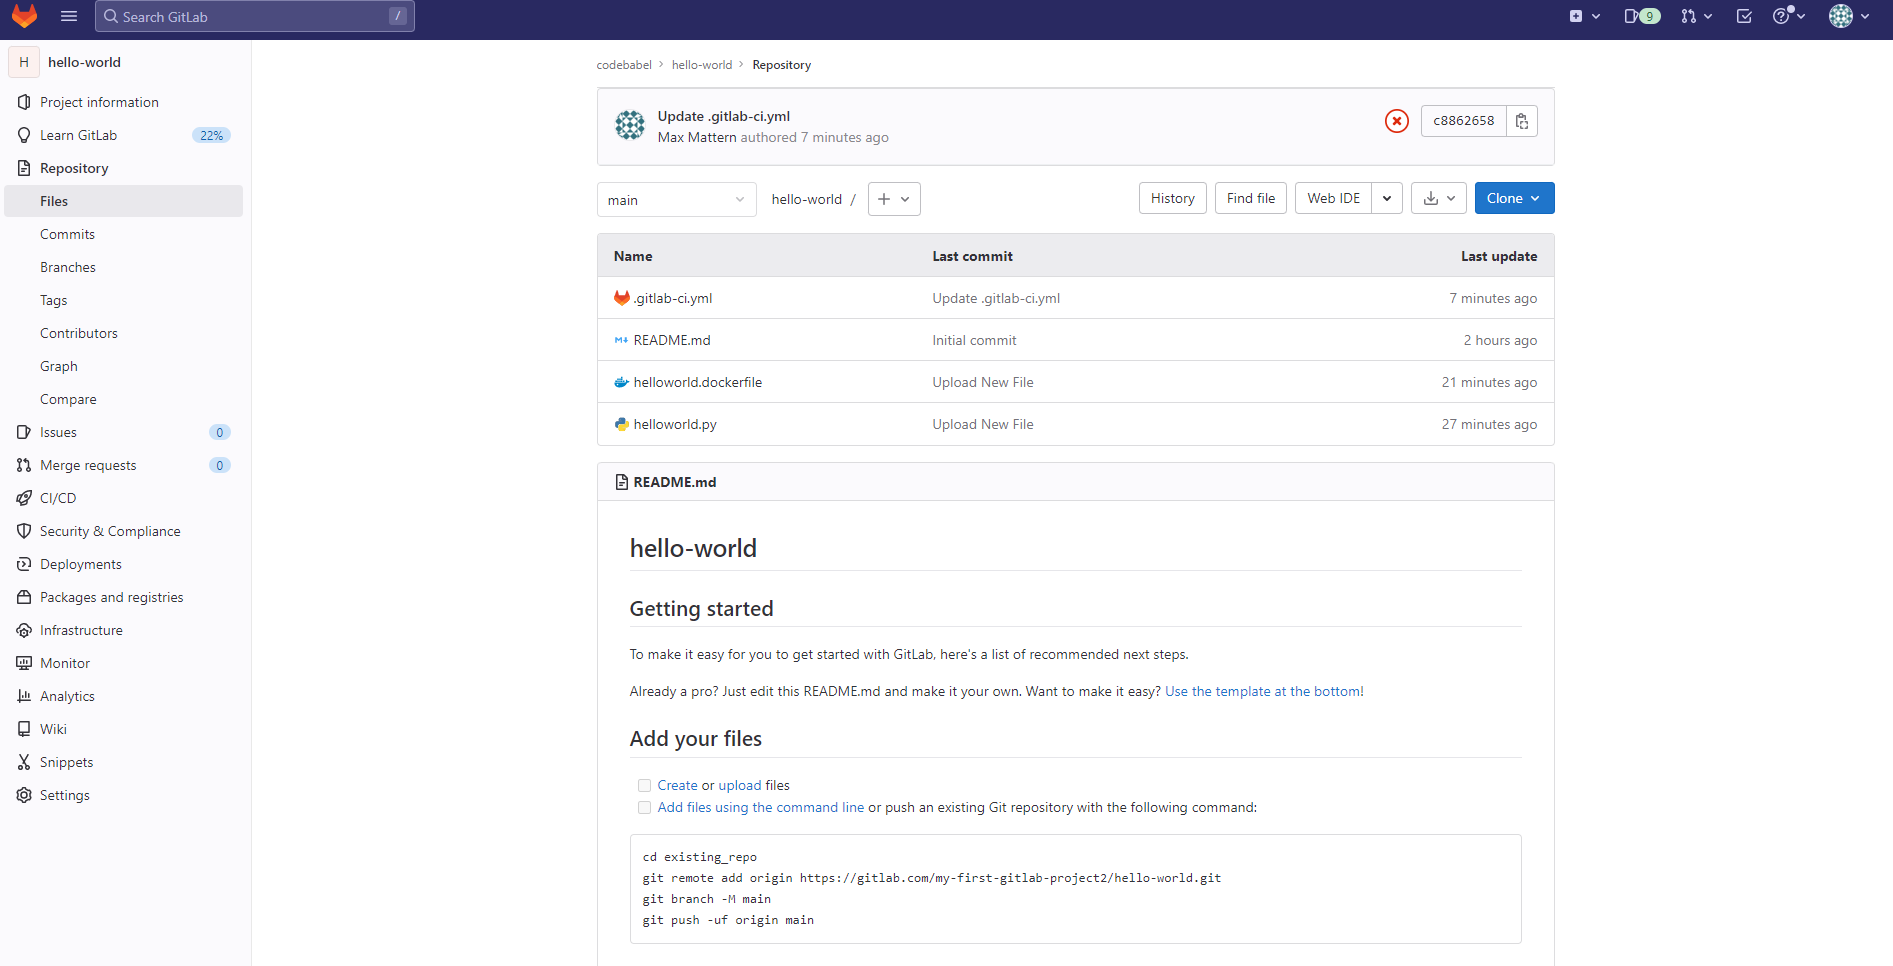 Search GitLab /
9
H hello-world
Project information
Learn GitLab 22%
Repository
Files
Commits
Branches
Tags
Contributors
Graph
Compare
Issues 0
Merge requests 0
CI/CD
Security & Compliance
Deployments
Packages and registries
Infrastructure
Monitor
Analytics
Wiki
Snippets
Settings
codebabel > hello-world > Repository
Update .gitlab-ci.yml
Max Mattern authored 7 minutes ago
c8862658
main
hello-world /
History
Find file
Web IDE
Clone
Name Last commit Last update
.gitlab-ci.yml Update .gitlab-ci.yml 7 minutes ago
README.md Initial commit 2 hours ago
helloworld.dockerfile Upload New File 21 minutes ago
helloworld.py Upload New File 27 minutes ago
README.md
hello-world
Getting started
To make it easy for you to get started with GitLab, here's a list of recommended next steps.
Already a pro? Just edit this README.md and make it your own. Want to make it easy? Use the template at the bottom!
Add your files
Create or upload files
Add files using the command line or push an existing Git repository with the following command:
cd existing_repo
git remote add origin https://gitlab.com/my-first-gitlab-project2/hello-world.git
git branch -M main
git push -uf origin main